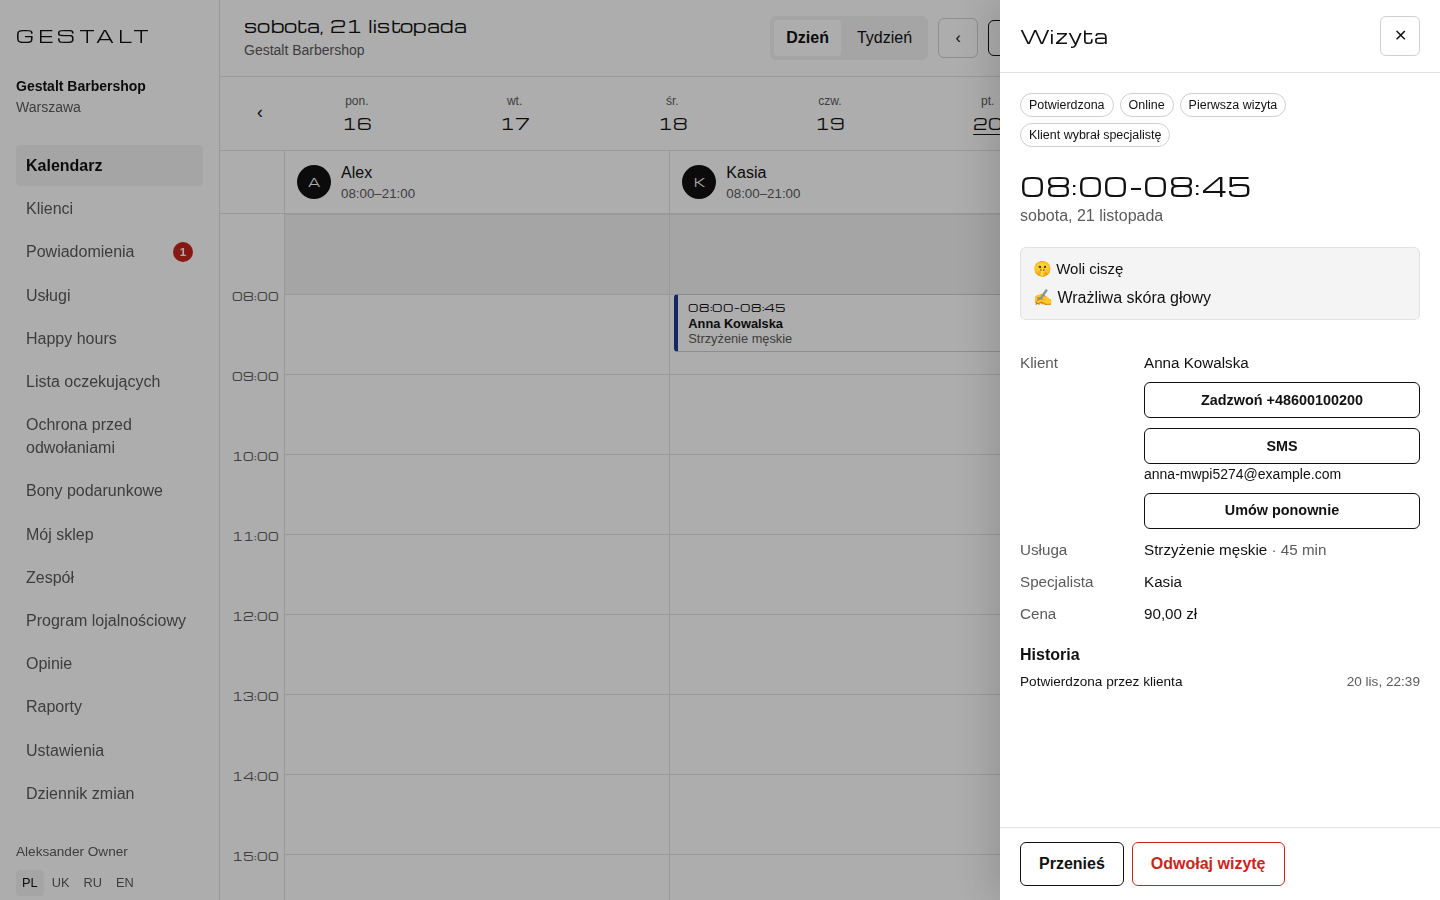 GESTALT
Gestalt Barbershop
Warszawa
Kalendarz
Klienci
Powiadomienia 1
Usługi
Happy hours
Lista oczekujących
Ochrona przed
odwołaniami
Bony podarunkowe
Mój sklep
Zespół
Program lojalnościowy
Opinie
Raporty
Ustawienia
Dziennik zmian
Aleksander Owner
PL UK RU EN
sobota, 21 listopada
Gestalt Barbershop
Dzień Tydzień ‹
‹
pon. wt. śr. czw. pt.
16 17 18 19 20
A Alex
08:00–21:00
K Kasia
08:00–21:00
08:00
08:00-08:45
Anna Kowalska
Strzyżenie męskie
09:00
10:00
11:00
12:00
13:00
14:00
15:00
Wizyta ✕
Potwierdzona Online Pierwsza wizyta
Klient wybrał specjalistę
08:00-08:45
sobota, 21 listopada
🤫 Woli ciszę
✍️ Wrażliwa skóra głowy
Klient Anna Kowalska
Zadzwoń +48600100200
SMS
anna-mwpi5274@example.com
Umów ponownie
Usługa Strzyżenie męskie · 45 min
Specjalista Kasia
Cena 90,00 zł
Historia
Potwierdzona przez klienta 20 lis, 22:39
Przenieś Odwołaj wizytę